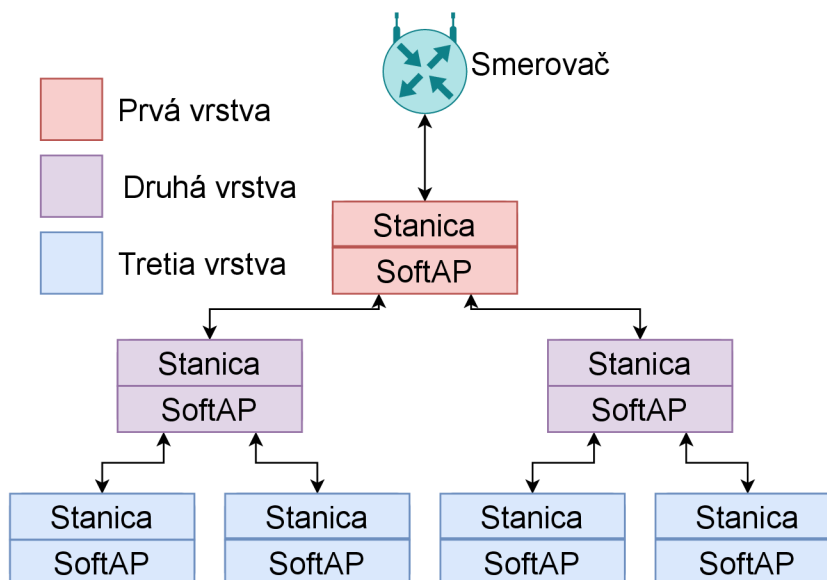 Smerovač
Prvá vrstva
Druhá vrstva
Tretia vrstva
Stanica
SoftAP
Stanica
SoftAP
Stanica
SoftAP
Stanica
SoftAP
Stanica
SoftAP
Stanica
SoftAP
Stanica
SoftAP